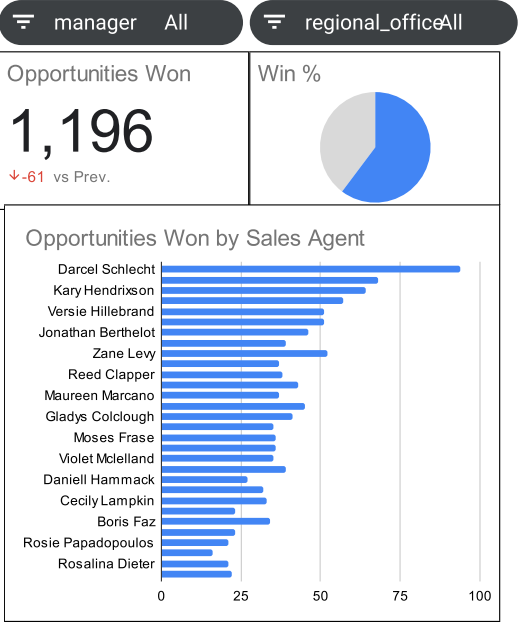 manager All
regional_office All
Opportunities Won
1,196
-61 vs Prev.
Win %
Opportunities Won by Sales Agent
Darcel Schlecht
Kary Hendrixson
Versie Hillebrand
Jonathan Berthelot
Zane Levy
Reed Clapper
Maureen Marcano
Gladys Colclough
Moses Frase
Violet Mclelland
Daniell Hammack
Cecily Lampkin
Boris Faz
Rosie Papadopoulos
Rosalina Dieter
0 25 50 75 100